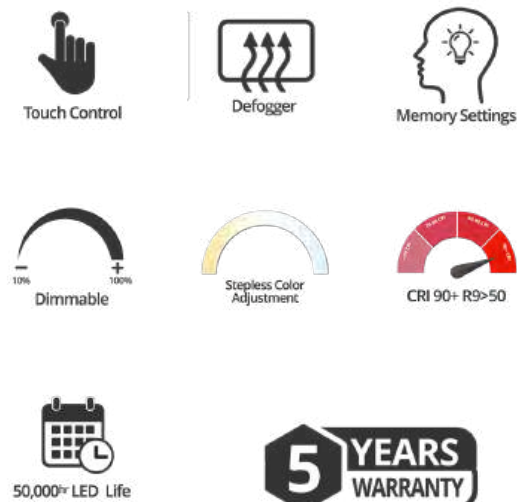 Touch Control
Defogger
Memory Settings
10%
100%
Dimmable
Stepless Color
Adjustment
CRI 90+ R9>50
50,000hr LED Life
5 YEARS
WARRANTY